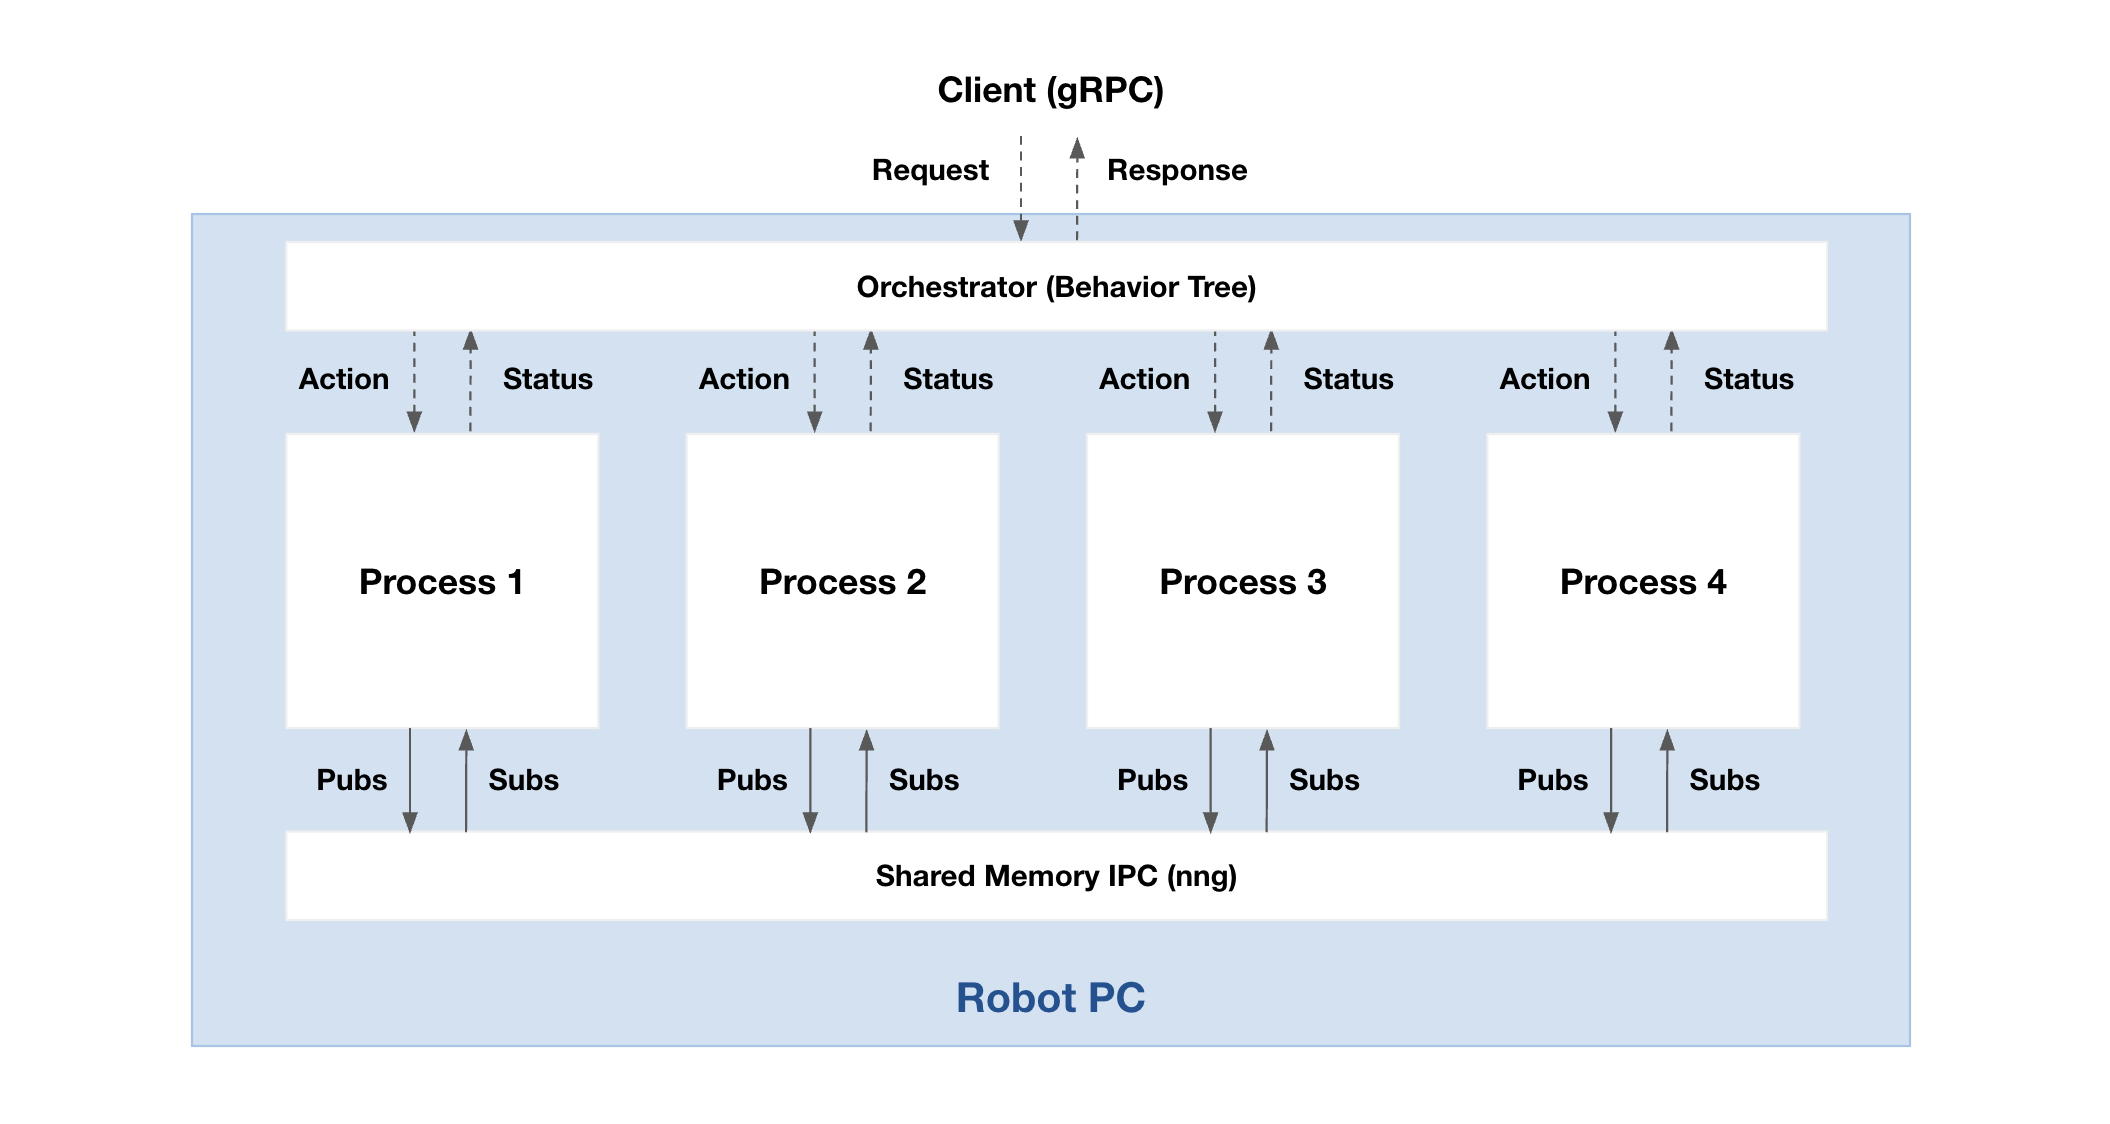 Client (gRPC)
Request Response
Orchestrator (Behavior Tree)
Action Status Action Status Action Status Action Status
Process 1 Process 2 Process 3 Process 4
Pubs Subs Pubs Subs Pubs Subs Pubs Subs
Shared Memory IPC (nng)
Robot PC